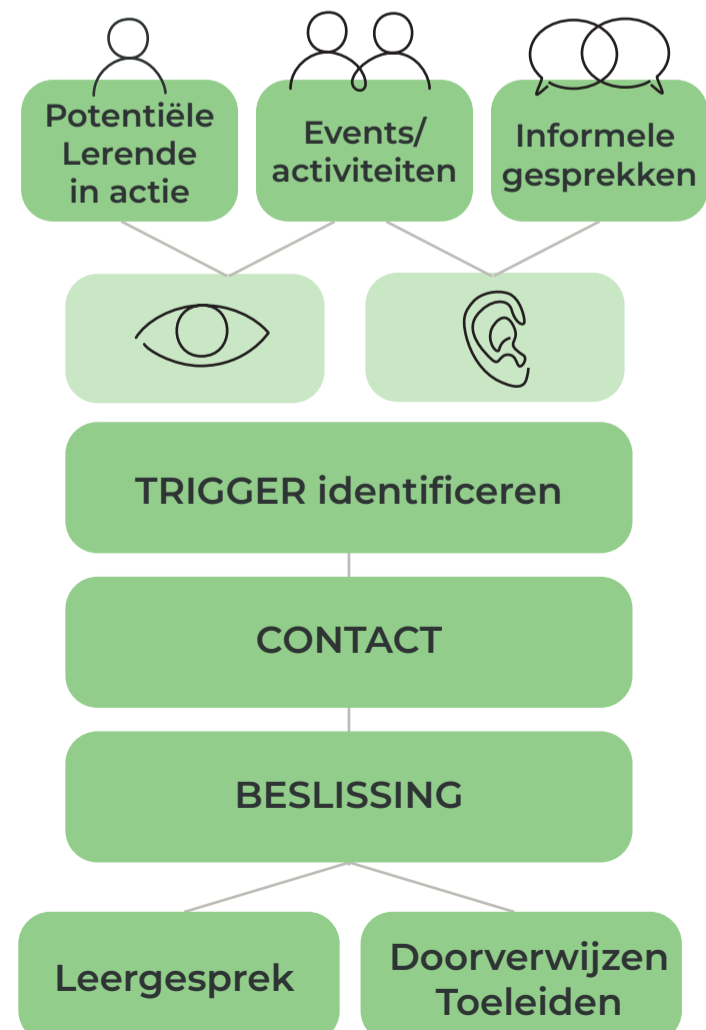 Potentiële
Lerende
in actie
Events/
activiteiten
Informele
gesprekken
TRIGGER identificeren
CONTACT
BESLISSING
Leergesprek
Doorverwijzen
Toeleiden